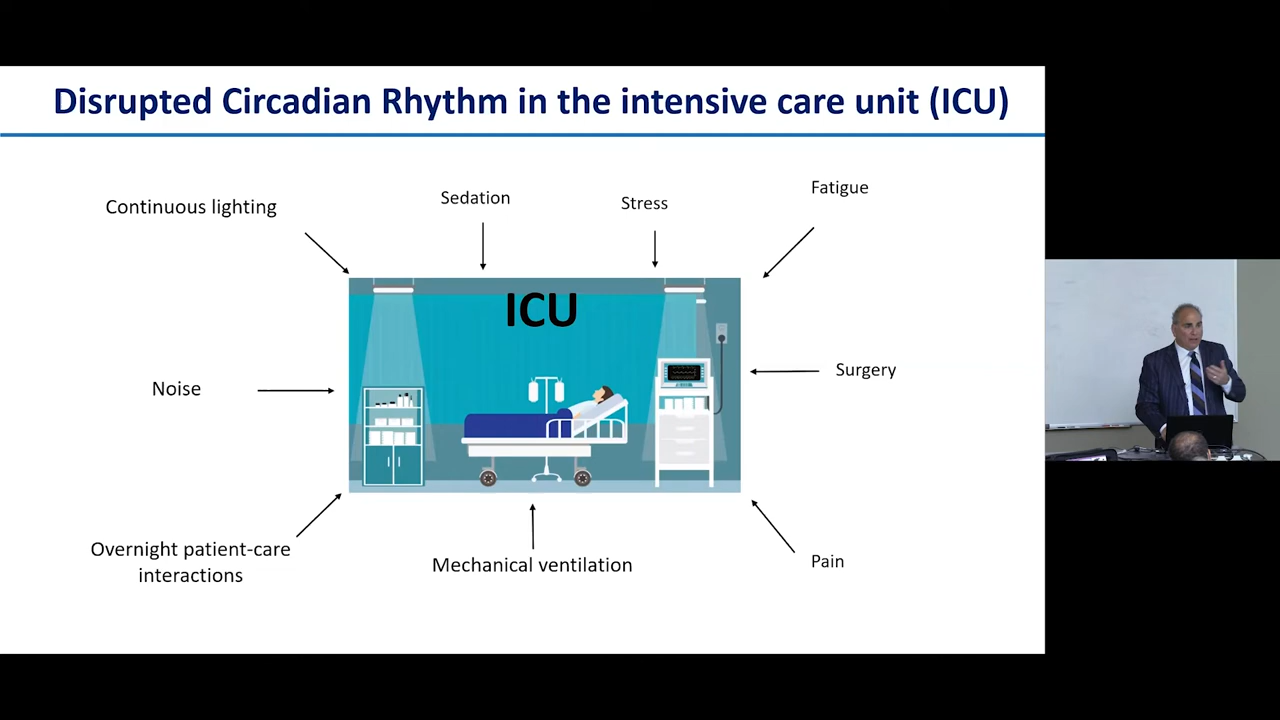 Disrupted Circadian Rhythm in the intensive care unit (ICU)
Continuous lighting
Sedation
Stress
Fatigue
ICU
Noise
Surgery
Overnight patient-care
interactions
Mechanical ventilation
Pain